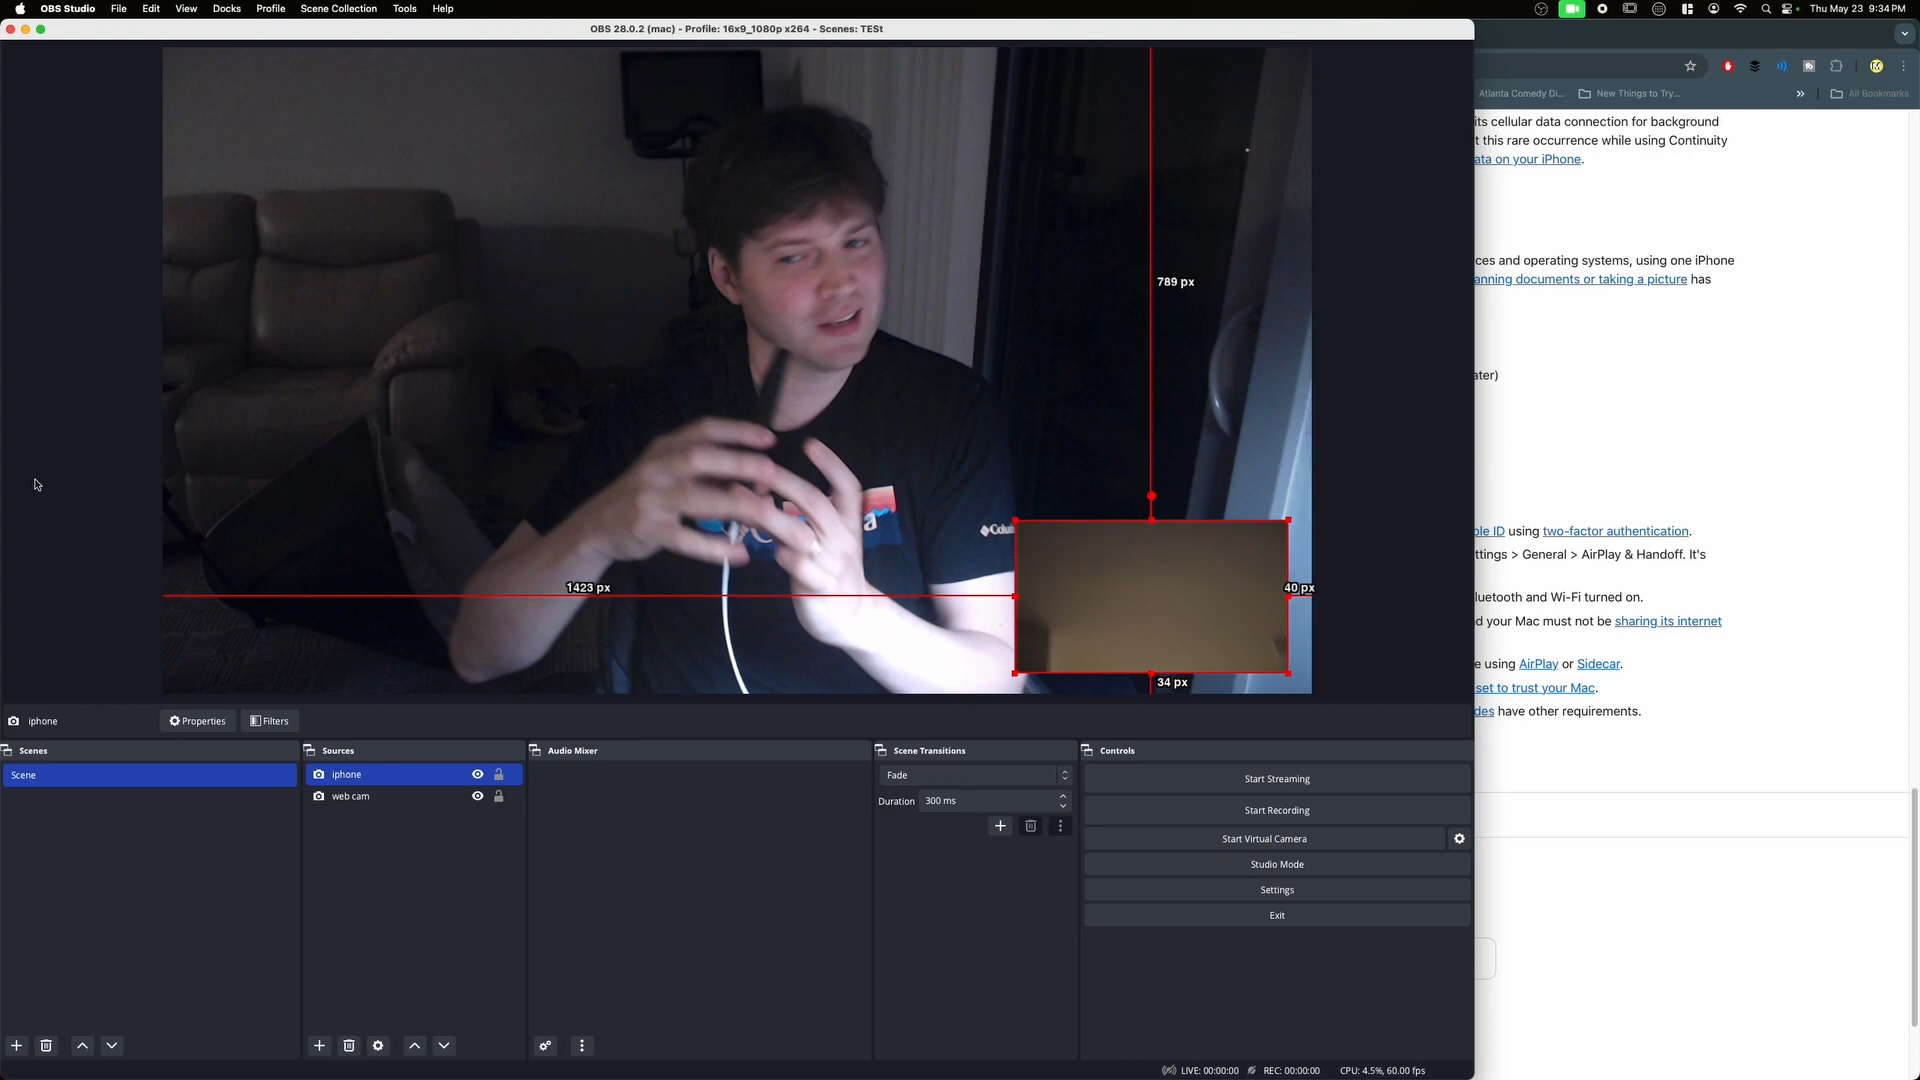 OBS Studio File Edit View Docks Profile Scene Collection Tools Help
Thu May 23 9:34 PM
OBS 28.0.2 (mac) - Profile: 16x9_1080p x264 - Scenes: TESt
Atlanta Comedy Di... New Things to Try... » All Bookmarks
its cellular data connection for background
t this rare occurrence while using Continuity
ata on your iPhone.
ces and operating systems, using one iPhone
anning documents or taking a picture has
ater)
ple ID using two-factor authentication.
ttings > General > AirPlay & Handoff. It's
luetooth and Wi-Fi turned on.
d your Mac must not be sharing its internet
e using AirPlay or Sidecar.
set to trust your Mac.
des have other requirements.
789 px
1423 px
40 px
34 px
iphone Properties Filters
Scenes Sources Audio Mixer Scene Transitions Controls
Scene
iphone
web cam
Fade
Duration 300 ms
Start Streaming
Start Recording
Start Virtual Camera
Studio Mode
Settings
Exit
LIVE: 00:00:00 REC: 00:00:00 CPU: 4.5%, 60.00 fps